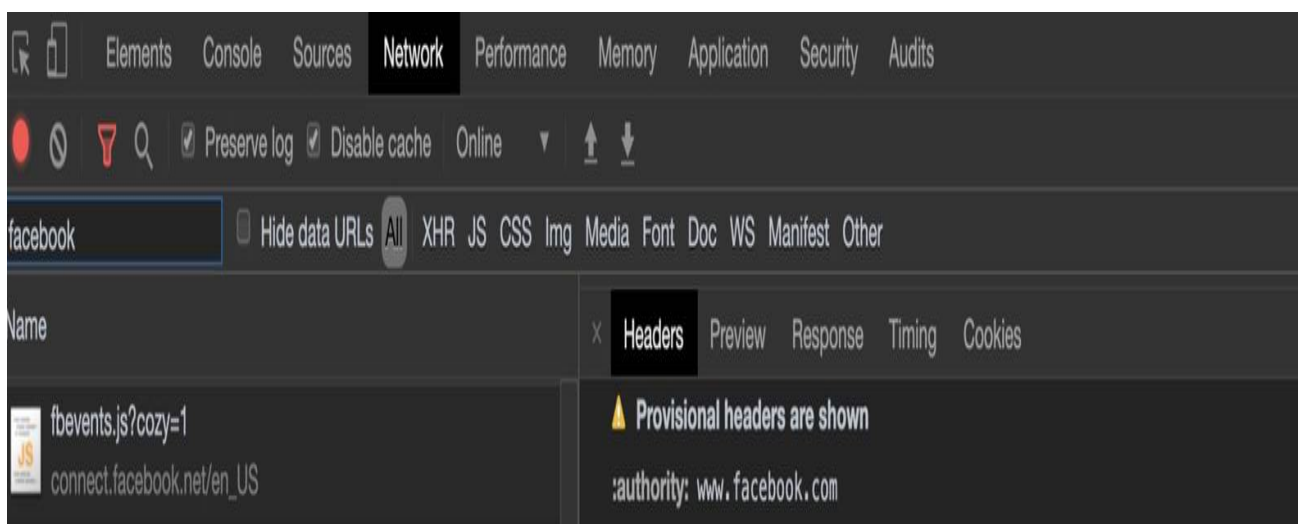 Elements Console Sources Network Performance Memory Application Security Audits
Preserve log Disable cache Online
facebook Hide data URLs All XHR JS CSS Img Media Font Doc WS Manifest Other
Name
× Headers Preview Response Timing Cookies
fbevents.js?cozy=1
JS
connect.facebook.net/en_US
Provisional headers are shown
:authority: www.facebook.com